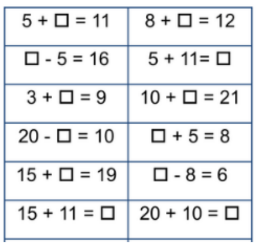 5 + □ = 11 8 + □ = 12
□ - 5 = 16 5 + 11= □
3 + □ = 9 10 + □ = 21
20 - □ = 10 □ + 5 = 8
15 + □ = 19 □ - 8 = 6
15 + 11 = □ 20 + 10 = □